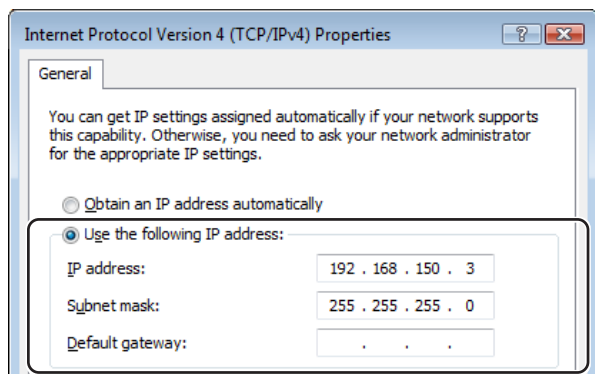 Internet Protocol Version 4 (TCP/IPv4) Properties
General
You can get IP settings assigned automatically if your network supports
this capability. Otherwise, you need to ask your network administrator
for the appropriate IP settings.
Obtain an IP address automatically
Use the following IP address:
IP address: 192 . 168 . 150 . 3
Subnet mask: 255 . 255 . 255 . 0
Default gateway: . . .